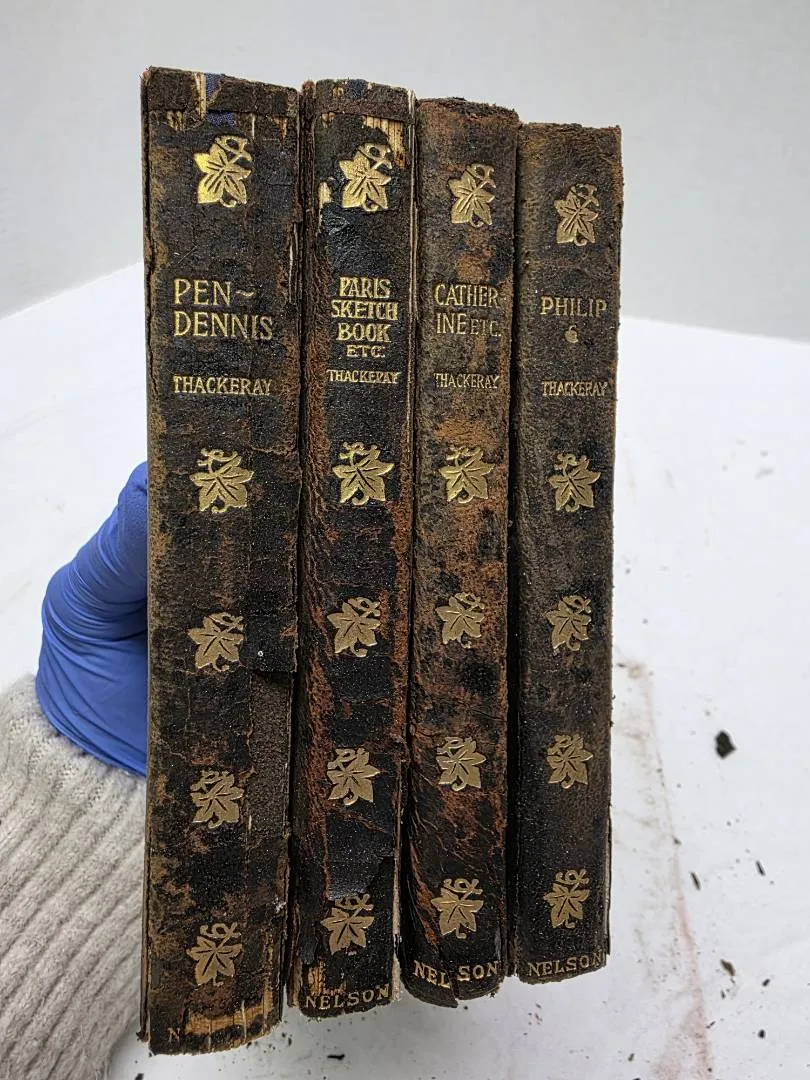 PEN~
DENNIS
THACKERAY
N
PARIS
SKETCH
BOOK
ETC.
THACKERAY
NELSON
CATHER-
INE ETC.
THACKERAY
NELSON
PHILIP
THACKERAY
NELSON